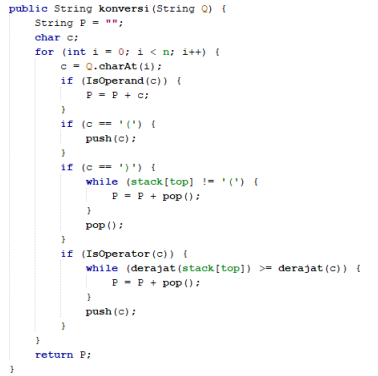 public String konversi(String Q) {
    String P = "";
    char c;
    for (int i = 0; i < n; i++) {
        c = Q.charAt(i);
        if (IsOperand(c)) {
            P = P + c;
        }
        if (c == '(') {
            push(c);
        }
        if (c == ')') {
            while (stack[top] != '(') {
                P = P + pop();
            }
            pop();
        }
        if (IsOperator(c)) {
            while (derajat(stack[top]) >= derajat(c)) {
                P = P + pop();
            }
            push(c);
        }
    }
    return P;
}